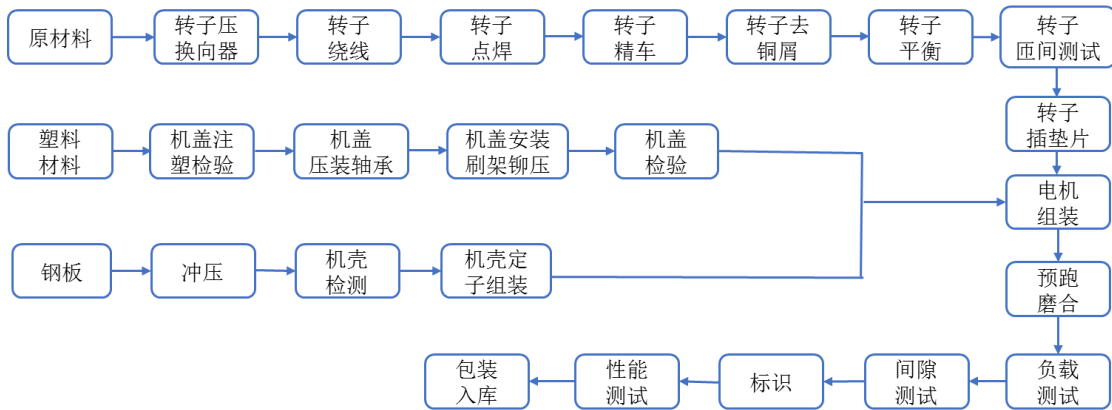 原材料
转子压
换向器
转子
绕线
转子
点焊
转子
精车
转子去
铜屑
转子
平衡
转子
匝间测试
转子
插垫片
塑料
材料
机盖注
塑检验
机盖
压装轴承
机盖安装
刷架铆压
机盖
检验
电机
组装
钢板
冲压
机壳
检测
机壳定
子组装
预跑
磨合
负载
测试
间隙
测试
标识
性能
测试
包装
入库